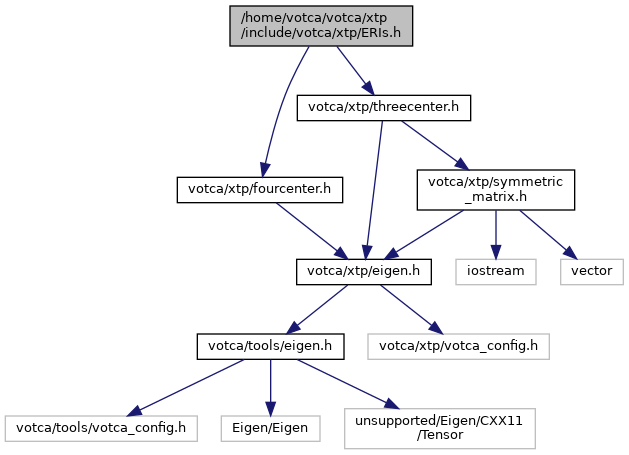 /home/votca/votca/xtp
/include/votca/xtp/ERIs.h
votca/xtp/threecenter.h
votca/xtp/fourcenter.h
votca/xtp/symmetric
_matrix.h
votca/xtp/eigen.h
iostream
vector
votca/tools/eigen.h
votca/xtp/votca_config.h
votca/tools/votca_config.h
Eigen/Eigen
unsupported/Eigen/CXX11
/Tensor